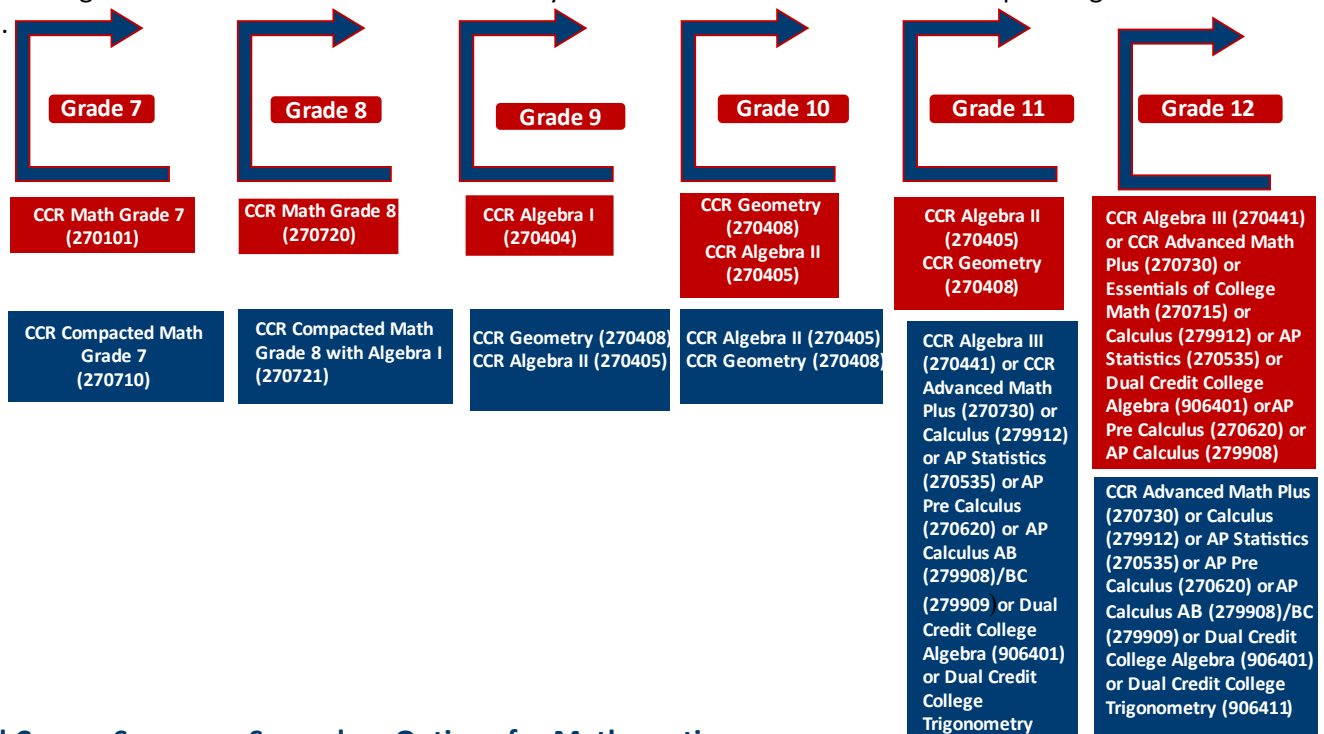 .
Grade 7
Grade 8
Grade 9
Grade 10
Grade 11
Grade 12
CCR Math Grade 7
(270101)
CCR Math Grade 8
(270720)
CCR Algebra I
(270404)
CCR Geometry
(270408)
CCR Algebra II
(270405)
CCR Algebra II
(270405)
CCR Geometry
(270408)
CCR Algebra III (270441)
or CCR Advanced Math
Plus (270730) or
Essentials of College
Math (270715) or
Calculus (279912) or AP
Statistics (270535) or
Dual Credit College
Algebra (906401) orAP
Pre Calculus (270620) or
AP Calculus (279908)
CCR Compacted Math
Grade 7
(270710)
CCR Compacted Math
Grade 8 with Algebra I
(270721)
CCR Geometry (270408)
CCR Algebra II (270405)
CCR Algebra II (270405)
CCR Geometry (270408)
CCR Algebra III
(270441) or CCR
Advanced Math
Plus (270730) or
Calculus (279912)
or AP Statistics
(270535) orAP
Pre Calculus
(270620) or AP
Calculus AB
(279908)/BC
(279909) or Dual
Credit College
Algebra (906401)
or Dual Credit
College
Trigonometry
CCR Advanced Math Plus
(270730) or Calculus
(279912) or AP Statistics
(270535) or AP Pre
Calculus (270620) orAP
Calculus AB (279908)/BC
(279909) or Dual Credit
College Algebra (906401)
or Dual Credit College
Trigonometry (906411)